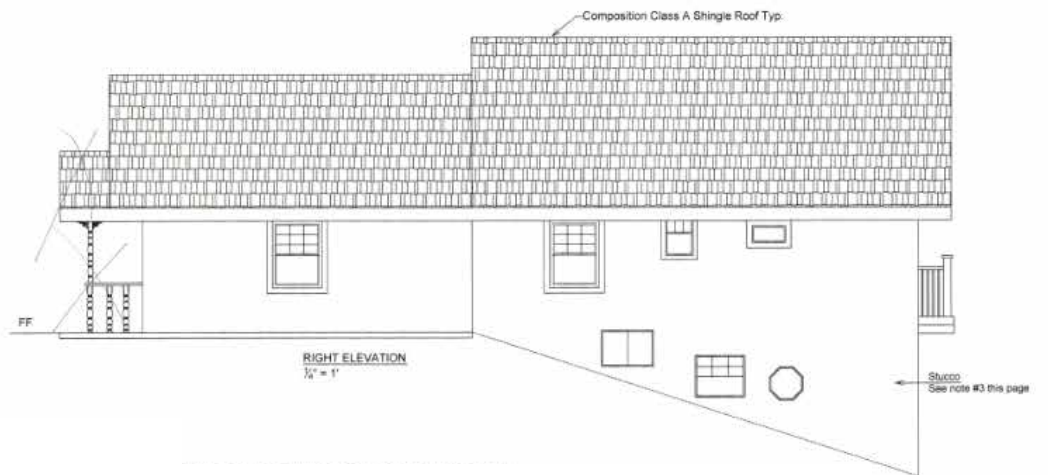 Composition Class A Shingle Roof Typ.
FF
RIGHT ELEVATION
¼" = 1'
Stucco
See note #3 this page